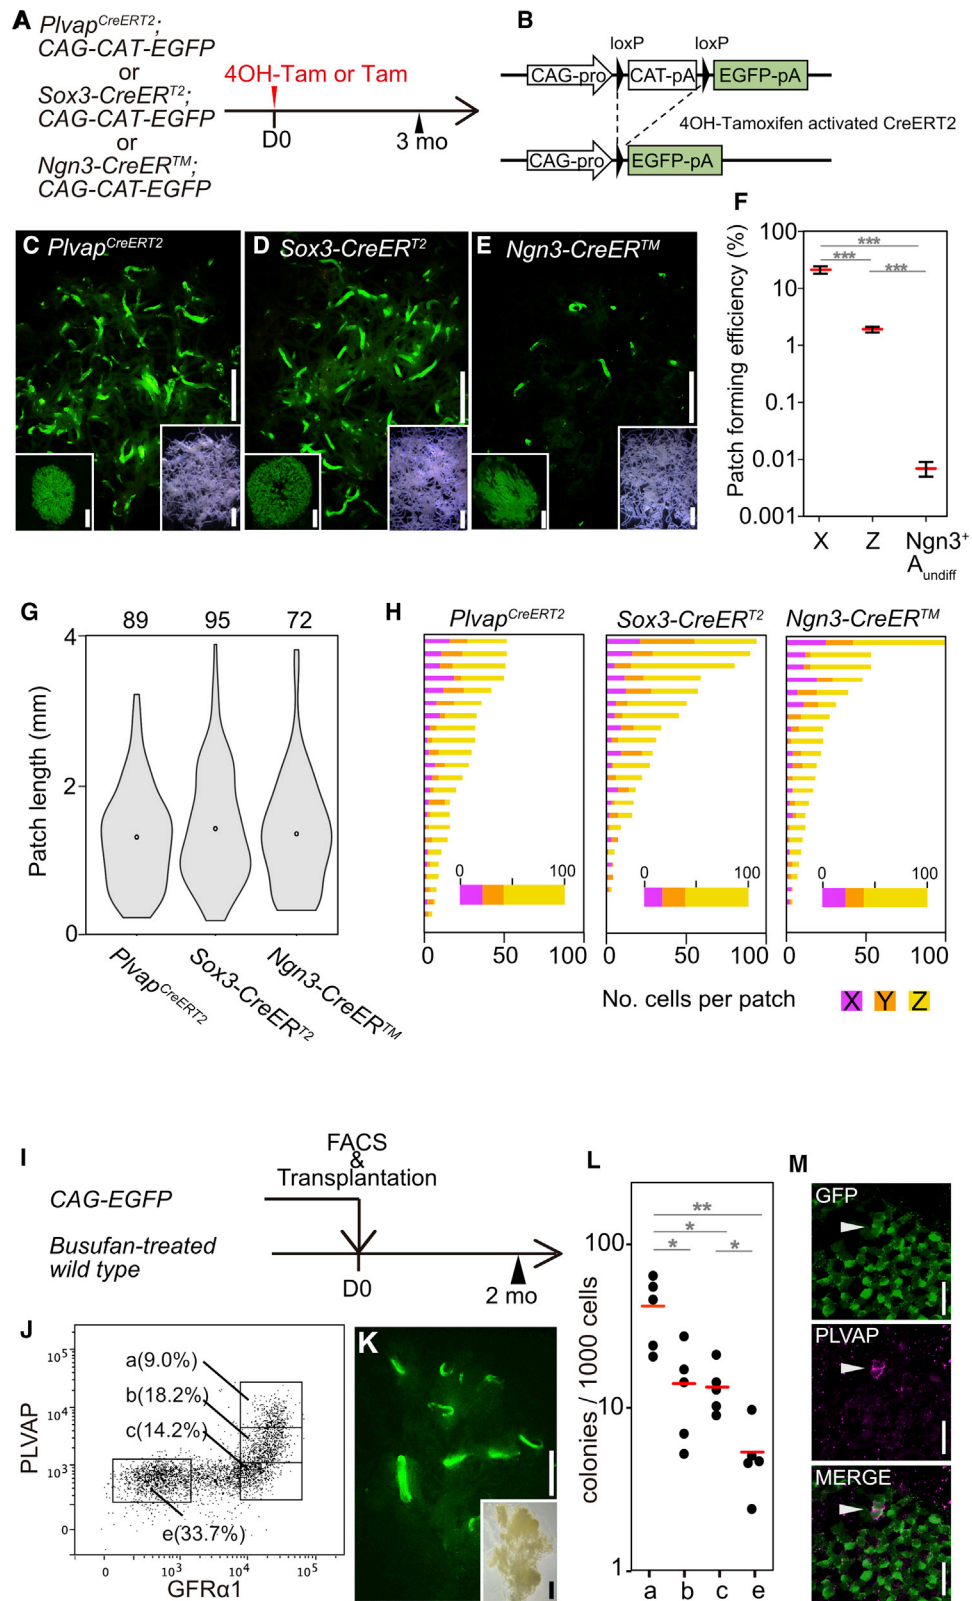 A
Plvap^CreERT2;
CAG-CAT-EGFP
or
Sox3-CreER^T2;
CAG-CAT-EGFP
or
Ngn3-CreER^TM;
CAG-CAT-EGFP
4OH-Tam or Tam
D0
3 mo
B
loxP loxP
CAG-pro CAT-pA EGFP-pA
4OH-Tamoxifen activated CreERT2
CAG-pro EGFP-pA
C Plvap^CreERT2
D Sox3-CreER^T2
E Ngn3-CreER^TM
F
Patch forming efficiency (%)
100
10
1
0.1
0.01
0.001
***
***
***
X Z Ngn3+
A undiff
G
89 95 72
Patch length (mm)
4
2
0
Plvap^CreERT2
Sox3-CreER^T2
Ngn3-CreER^TM
H
Plvap^CreERT2 Sox3-CreER^T2 Ngn3-CreER^TM
0 100
0 100
0 100
0 50 100
0 50 100
0 50 100
No. cells per patch
X Y Z
I
FACS
&
Transplantation
CAG-EGFP
Busufan-treated
wild type
D0
2 mo
J
PLVAP
10^5
10^4
10^3
0
a(9.0%)
b(18.2%)
c(14.2%)
e(33.7%)
0 10^3 10^4 10^5
GFRα1
K
L
colonies / 1000 cells
100
10
1
**
*
* *
a b c e
M
GFP
PLVAP
MERGE